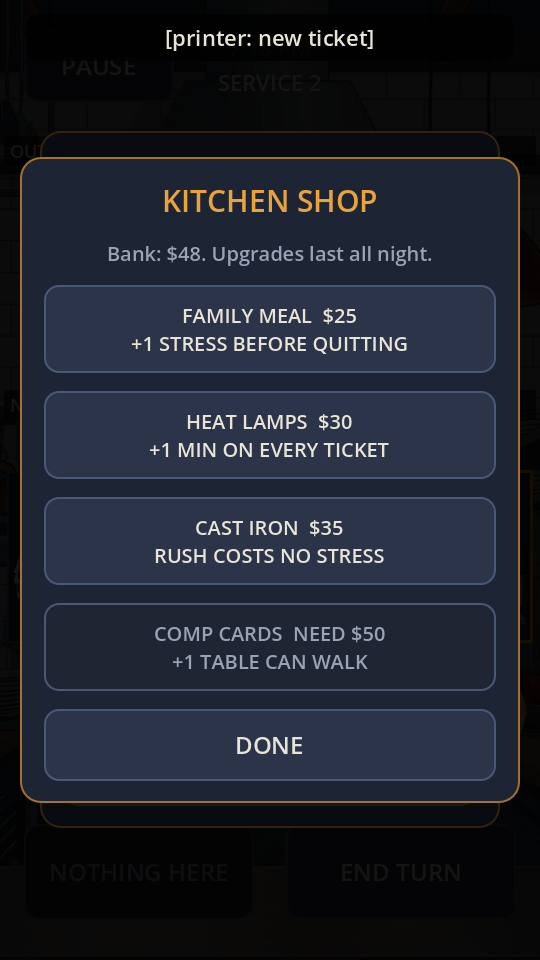 [printer: new ticket]
PAUSE
SERVICE 2
KITCHEN SHOP
Bank: $48. Upgrades last all night.
FAMILY MEAL $25
+1 STRESS BEFORE QUITTING
HEAT LAMPS $30
+1 MIN ON EVERY TICKET
CAST IRON $35
RUSH COSTS NO STRESS
COMP CARDS NEED $50
+1 TABLE CAN WALK
DONE
NOTHING HERE
END TURN